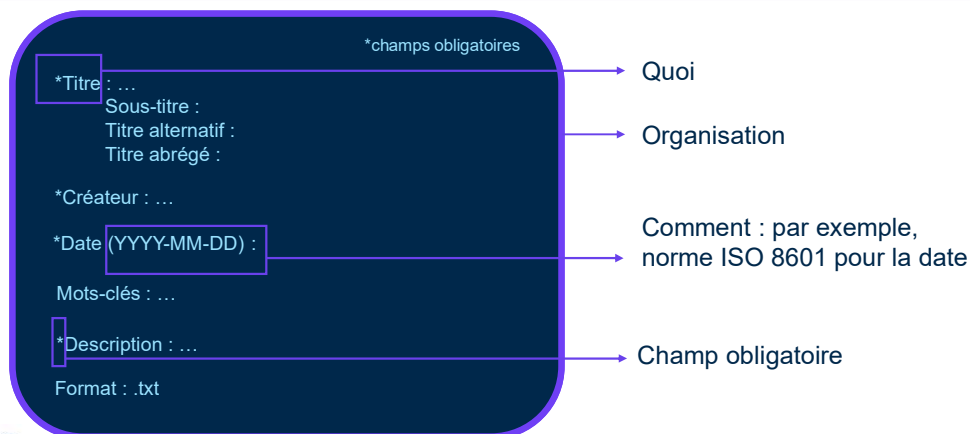 *champs obligatoires
*Titre : …
Sous-titre :
Titre alternatif :
Titre abrégé :
*Créateur : …
*Date (YYYY-MM-DD) :
Mots-clés : …
*Description : …
Format : .txt
Quoi
Organisation
Comment : par exemple,
norme ISO 8601 pour la date
Champ obligatoire